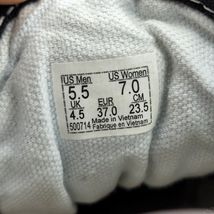 US Men US Women
5.5 7.0
UK EUR CM
4.5 37.0 23.5
500714 Made in Vietnam
Fabriqué en Vietnam